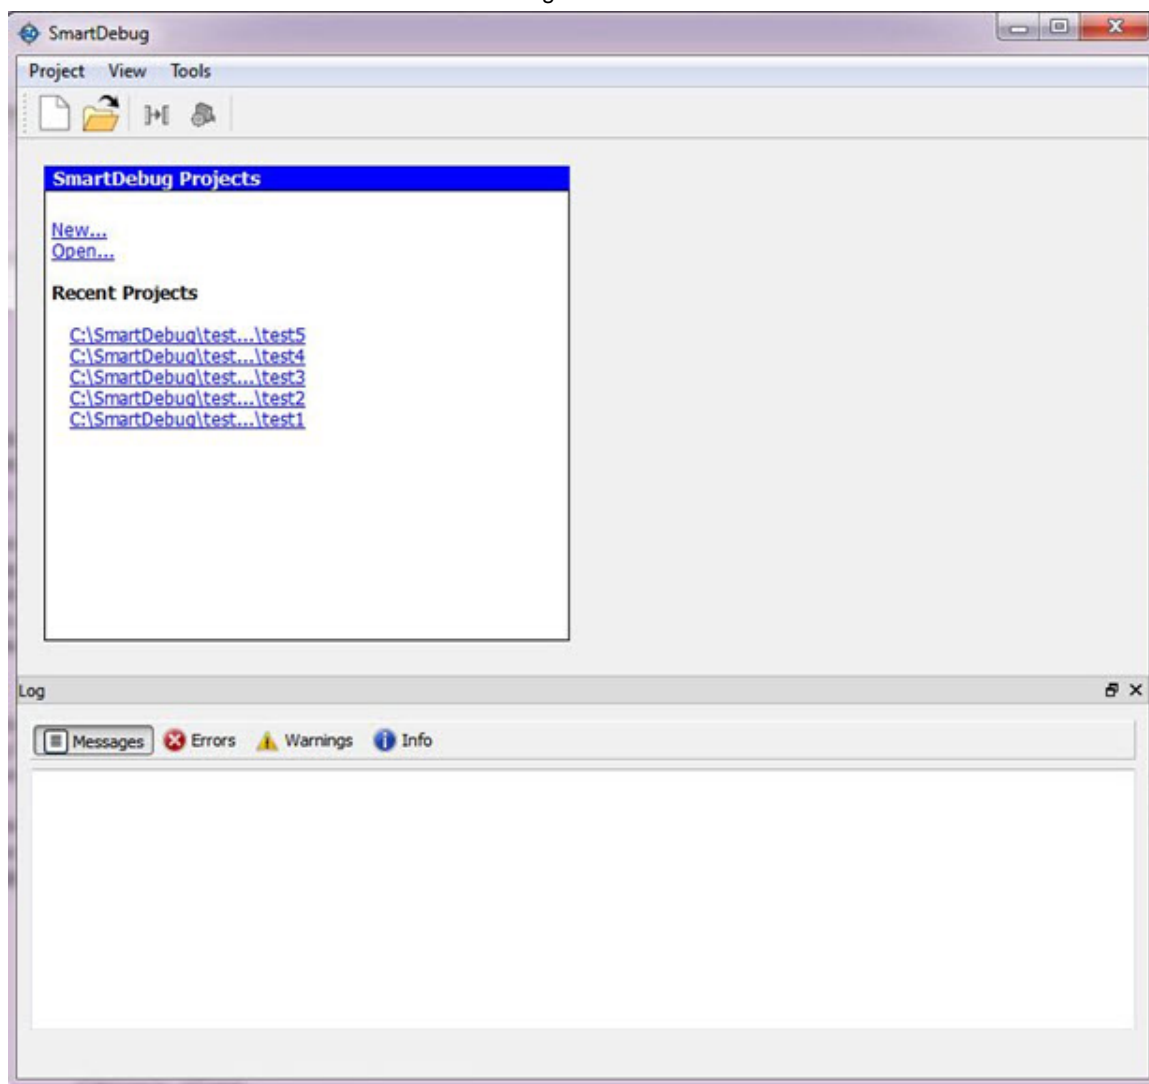 SmartDebug
Project View Tools
SmartDebug Projects
New...
Open...
Recent Projects
C:\SmartDebug\test...\test5
C:\SmartDebug\test...\test4
C:\SmartDebug\test...\test3
C:\SmartDebug\test...\test2
C:\SmartDebug\test...\test1
Log
Messages Errors Warnings Info